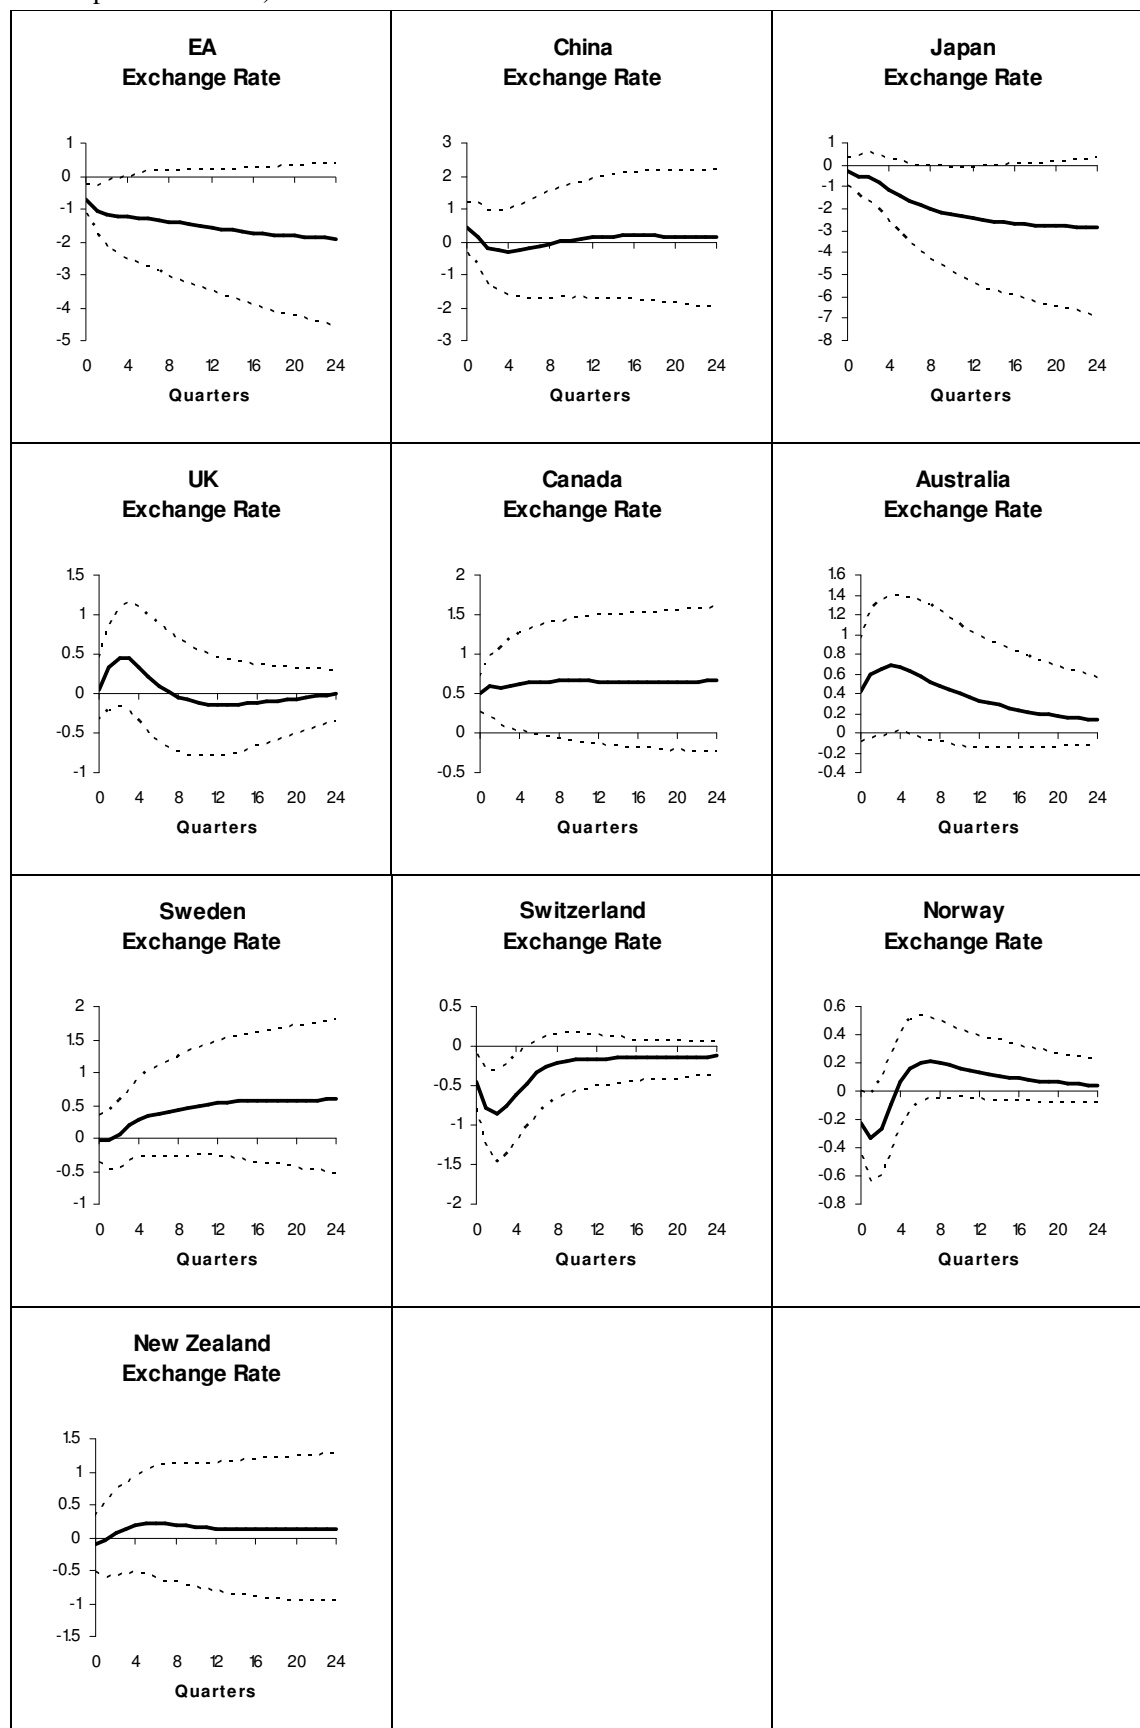 EA
Exchange Rate
1
0
-1
-2
-3
-4
-5
0 4 8 12 16 20 24
Quarters
China
Exchange Rate
3
2
1
0
-1
-2
-3
0 4 8 12 16 20 24
Quarters
Japan
Exchange Rate
1
0
-1
-2
-3
-4
-5
-6
-7
-8
0 4 8 12 16 20 24
Quarters
UK
Exchange Rate
1.5
1
0.5
0
-0.5
-1
0 4 8 12 16 20 24
Quarters
Canada
Exchange Rate
2
1.5
1
0.5
0
-0.5
0 4 8 12 16 20 24
Quarters
Australia
Exchange Rate
1.6
1.4
1.2
1
0.8
0.6
0.4
0.2
0
-0.2
-0.4
0 4 8 12 16 20 24
Quarters
Sweden
Exchange Rate
2
1.5
1
0.5
0
-0.5
-1
0 4 8 12 16 20 24
Quarters
Switzerland
Exchange Rate
0.5
0
-0.5
-1
-1.5
-2
0 4 8 12 16 20 24
Quarters
Norway
Exchange Rate
0.6
0.4
0.2
0
-0.2
-0.4
-0.6
-0.8
0 4 8 12 16 20 24
Quarters
New Zealand
Exchange Rate
1.5
1
0.5
0
-0.5
-1
-1.5
0 4 8 12 16 20 24
Quarters